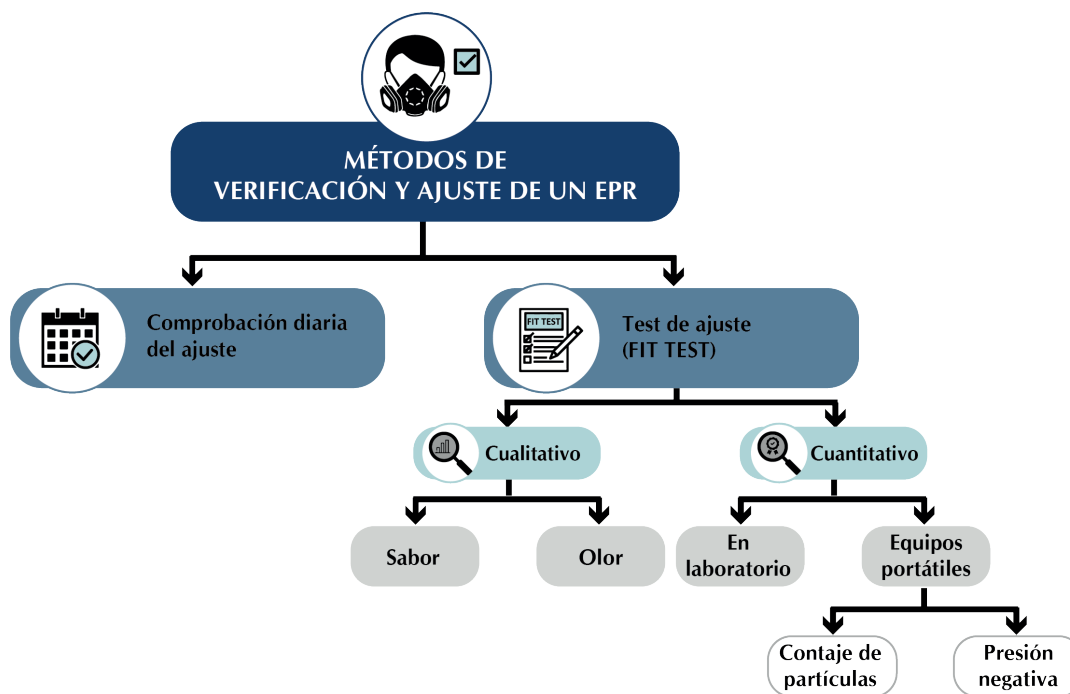 MÉTODOS DE
VERIFICACIÓN Y AJUSTE DE UN EPR
Comprobación diaria
del ajuste
FIT TEST
Test de ajuste
(FIT TEST)
Cualitativo
Cuantitativo
Sabor
Olor
En
laboratorio
Equipos
portátiles
Contaje de
partículas
Presión
negativa